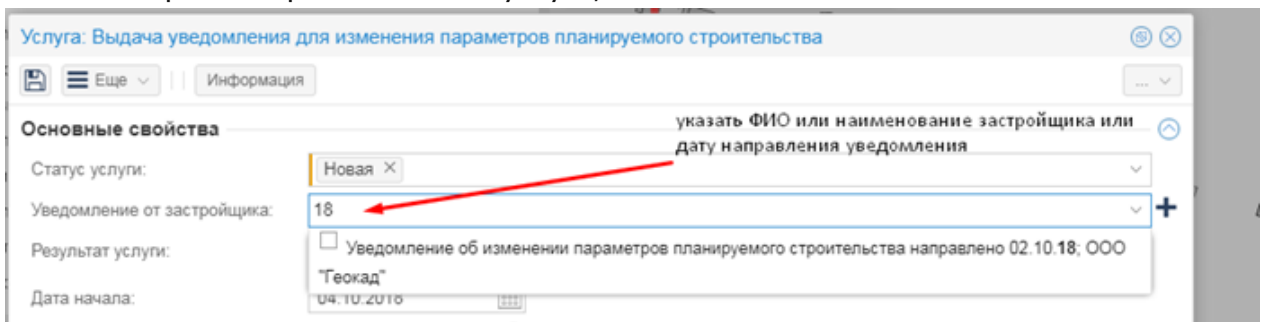 Услуга: Выдача уведомления для изменения параметров планируемого строительства
Еще
Информация
...
Основные свойства
указать ФИО или наименование застройщика или
дату направления уведомления
Статус услуги:
Новая ×
Уведомление от застройщика:
18
Результат услуги:
Уведомление об изменении параметров планируемого строительства направлено 02.10.18; ООО
"Геокад"
Дата начала:
04.10.2018